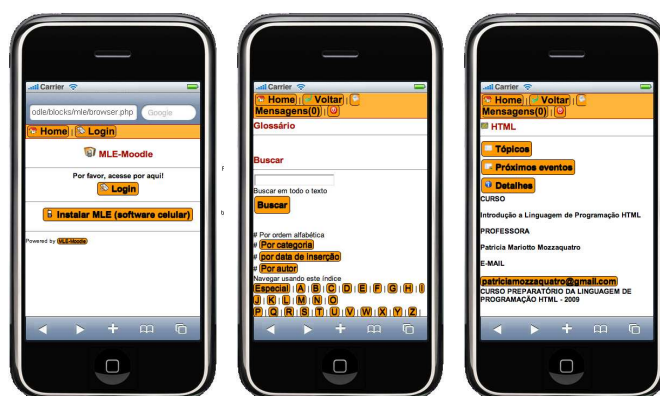 Carrier
odle/blocks/mle/browser.php
Google
Home | Login
MLE-Moodle
Por favor, acesse por aqui!
Login
Instalar MLE (software celular)
Powered by MLE-Moodle
Carrier
Home | Voltar |
Mensagens(0) |
Glossário
Buscar
Buscar em todo o texto
Buscar
# Por ordem alfabética
# Por categoria
# por data de inserção
# Por autor
Navegar usando este índice
Especial | A | B | C | D | E | F | G | H | I
J | K | L | M | N | O
P | Q | R | S | T | U | V | W | X | Y | Z |
Carrier
Home | Voltar |
Mensagens(0) |
HTML
Tópicos
Próximos eventos
Detalhes
CURSO
Introdução a Linguagem de Programação HTML
PROFESSORA
Patricia Mariotto Mozzaquatro
E-MAIL
patriciamozzaquatro@gmail.com
CURSO PREPARATÓRIO DA LINGUAGEM DE
PROGRAMAÇÃO HTML - 2009